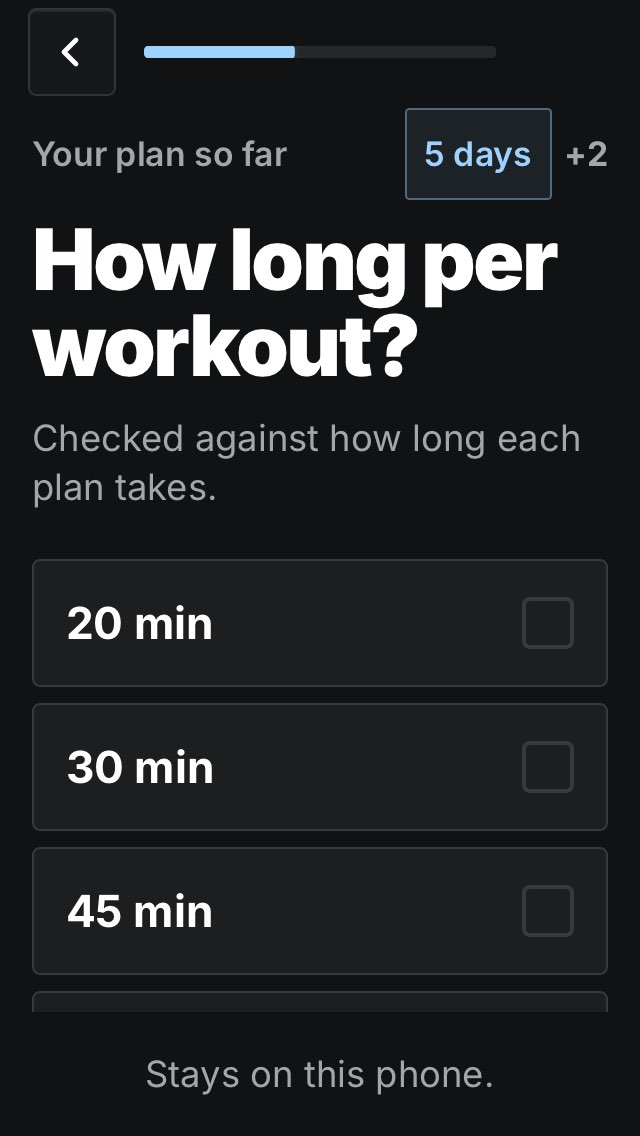 Your plan so far
5 days +2
How long per
workout?
Checked against how long each
plan takes.
20 min
30 min
45 min
Stays on this phone.